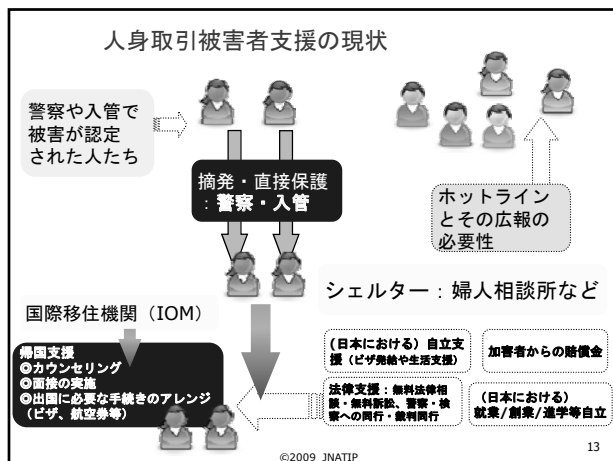 人身取引被害者支援の現状
警察や入管で
被害が認定
された人たち
摘発・直接保護
：警察・入管
ホットライン
とその広報の
必要性
シェルター：婦人相談所など
国際移住機関（IOM）
帰国支援
◎カウンセリング
◎面接の実施
◎出国に必要な手続きのアレンジ
（ビザ、航空券等）
(日本における) 自立支
援（ビザ発給や生活支援）
加害者からの賠償金
法律支援：無料法律相
談・無料訴訟、警察・検
察への同行・裁判同行
（日本における）
就業/創業/進学等自立
©2009 JNATIP
13